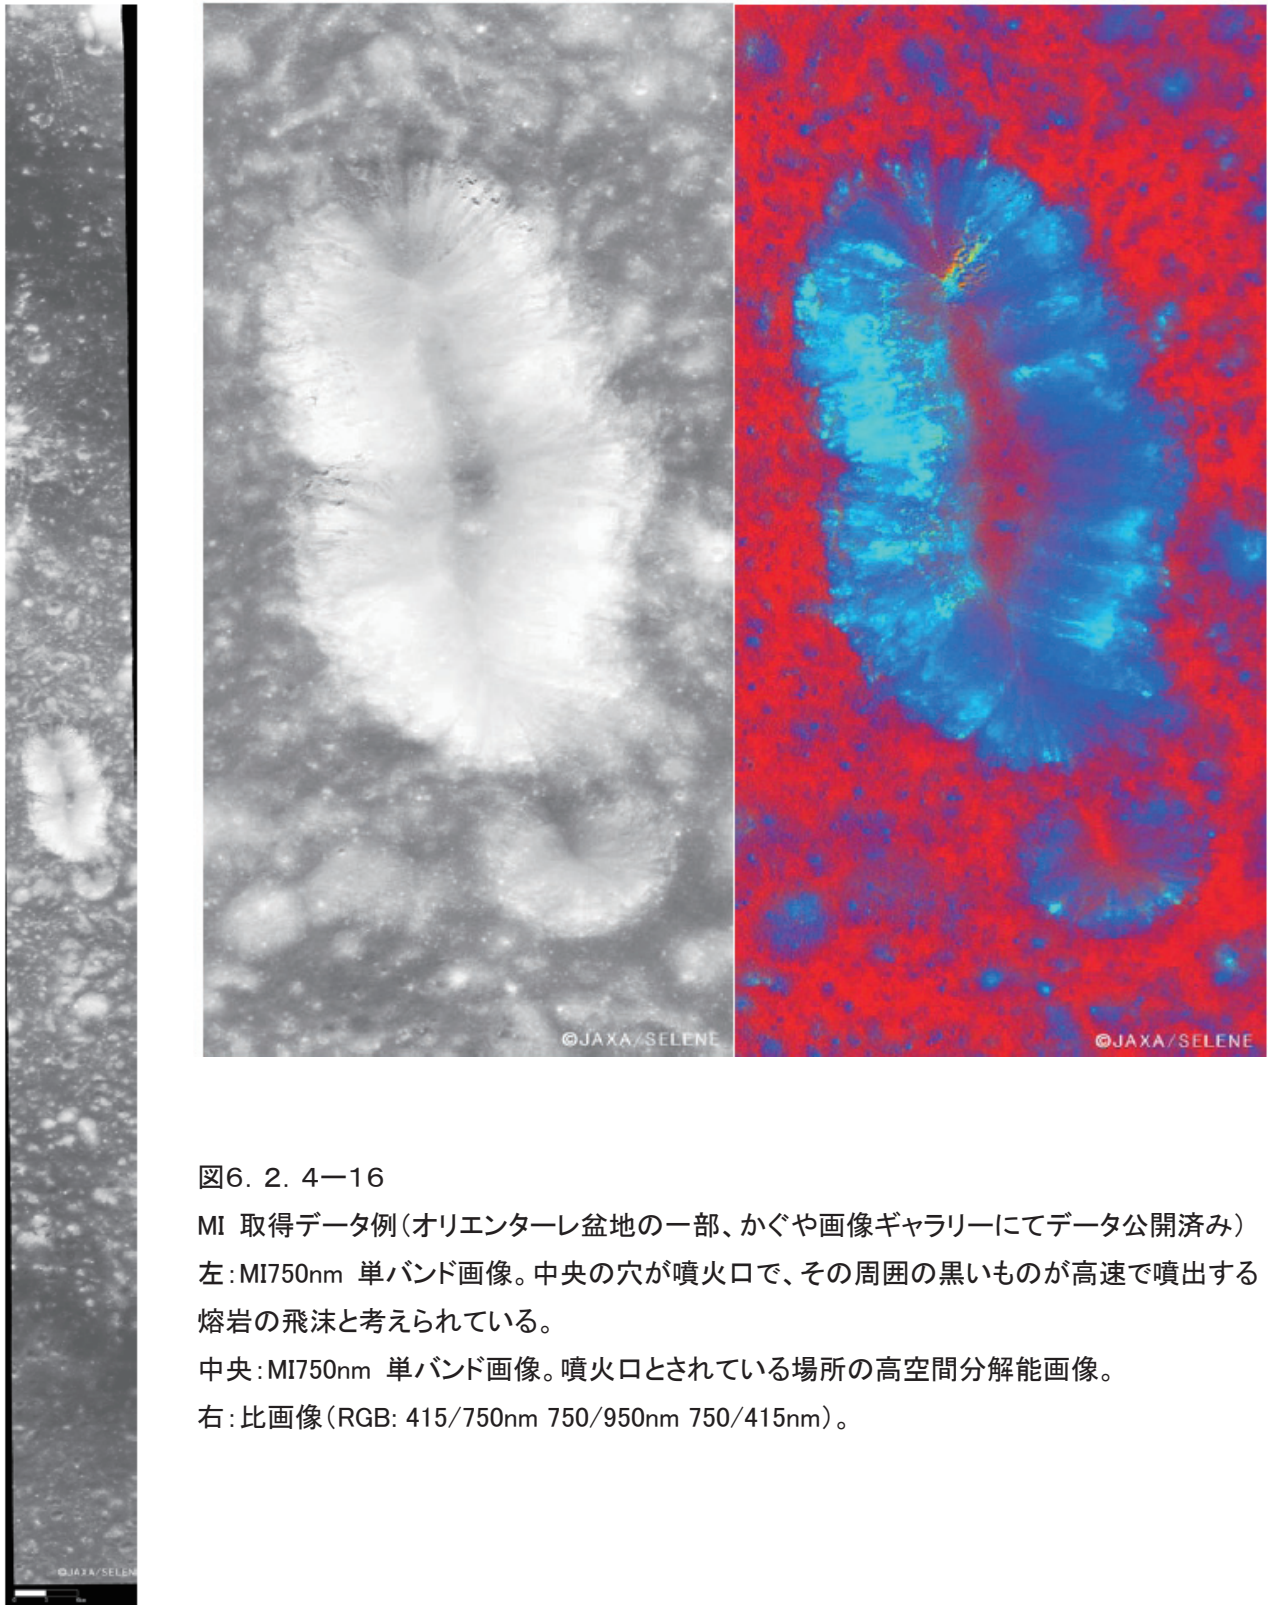 ©JAXA/SELENE
©JAXA/SELENE
図6.2.4ー16
MI 取得データ例(オリエンターレ盆地の一部、かぐや画像ギャラリーにてデータ公開済み)
左:MI750nm 単バンド画像。中央の穴が噴火口で、その周囲の黒いものが高速で噴出する
熔岩の飛沫と考えられている。
中央:MI750nm 単バンド画像。噴火口とされている場所の高空間分解能画像。
右:比画像(RGB: 415/750nm 750/950nm 750/415nm)。
©JAXA/SELENE